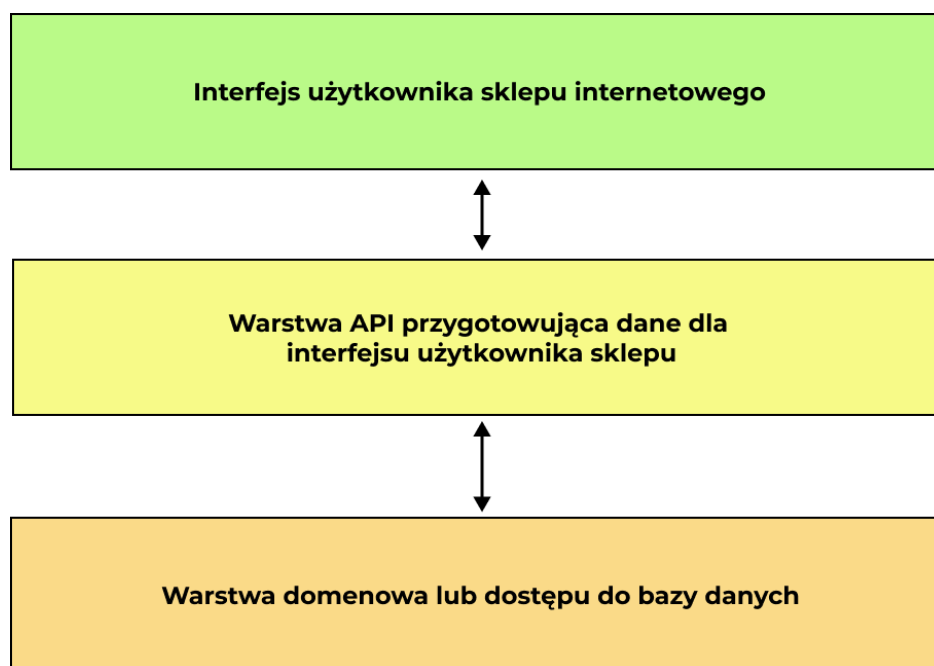 Interfejs użytkownika sklepu internetowego
Warstwa API przygotowująca dane dla
interfejsu użytkownika sklepu
Warstwa domenowa lub dostępu do bazy danych